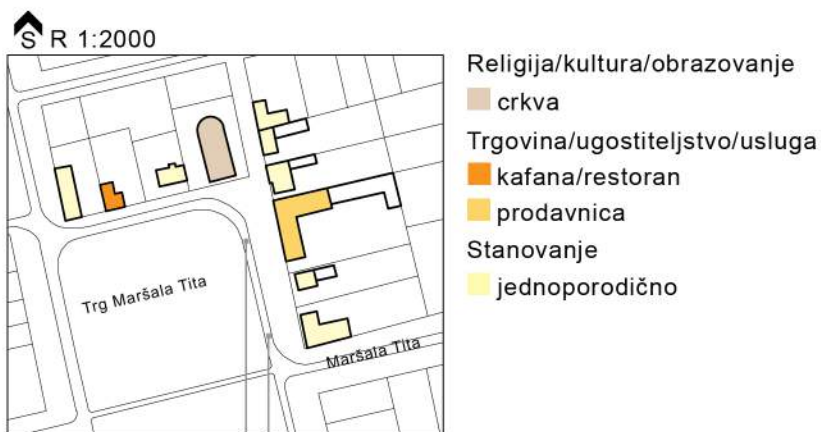 S R 1:2000
Religija/kultura/obrazovanje
crkva
Trgovina/ugostiteljstvo/usluga
kafana/restoran
prodavnica
Stanovanje
jednoporodično
Trg Maršala Tita
Maršala Tita